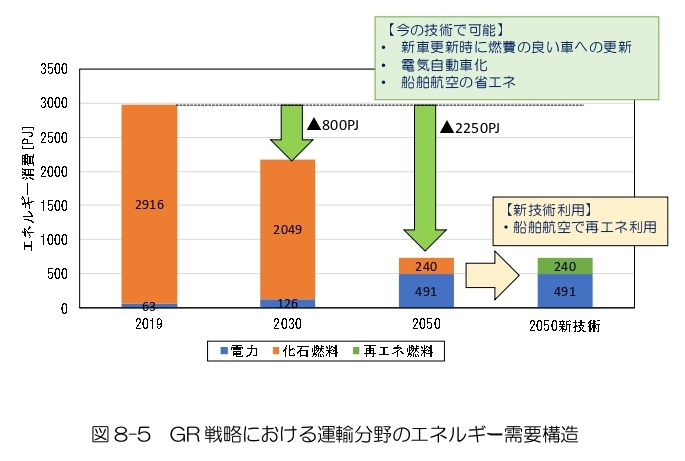 【今の技術で可能】
• 新車更新時に燃費の良い車への更新
• 電気自動車化
• 船舶航空の省エネ
3500
3000
2500
2000
1500
1000
500
0
エネルギー消費[PJ]
▲800PJ
▲2250PJ
2916
63
2049
126
240
491
240
491
【新技術利用】
・船舶航空で再エネ利用
2019
2030
2050
2050新技術
電力 化石燃料 再エネ燃料
図 8-5 GR 戦略における運輸分野のエネルギー需要構造